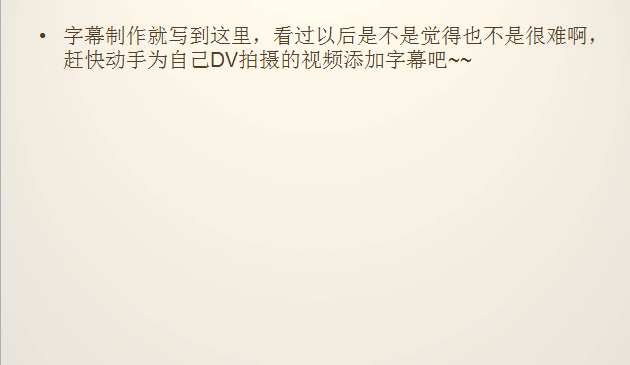 • 字幕制作就写到这里，看过以后是不是觉得也不是很难啊，
赶快动手为自己DV拍摄的视频添加字幕吧~~